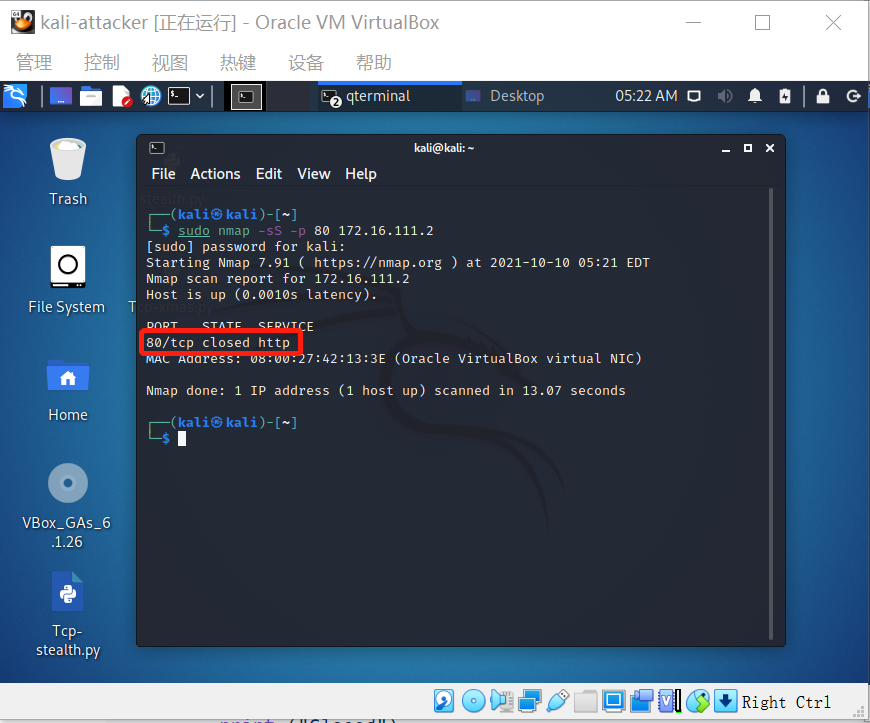 kali-attacker [正在运行] - Oracle VM VirtualBox
管理 控制 视图 热键 设备 帮助
qterminal Desktop 05:22 AM
kali@kali: ~
File Actions Edit View Help
Trash
File System
Home
VBox_GAs_6
.1.26
Tcp-
stealth.py
┌──(kali㉿kali)-[~]
└─$ sudo nmap -sS -p 80 172.16.111.2
[sudo] password for kali:
Starting Nmap 7.91 ( https://nmap.org ) at 2021-10-10 05:21 EDT
Nmap scan report for 172.16.111.2
Host is up (0.0010s latency).
PORT STATE SERVICE
80/tcp closed http
MAC Address: 08:00:27:42:13:3E (Oracle VirtualBox virtual NIC)
Nmap done: 1 IP address (1 host up) scanned in 13.07 seconds
┌──(kali㉿kali)-[~]
└─$
Right Ctrl